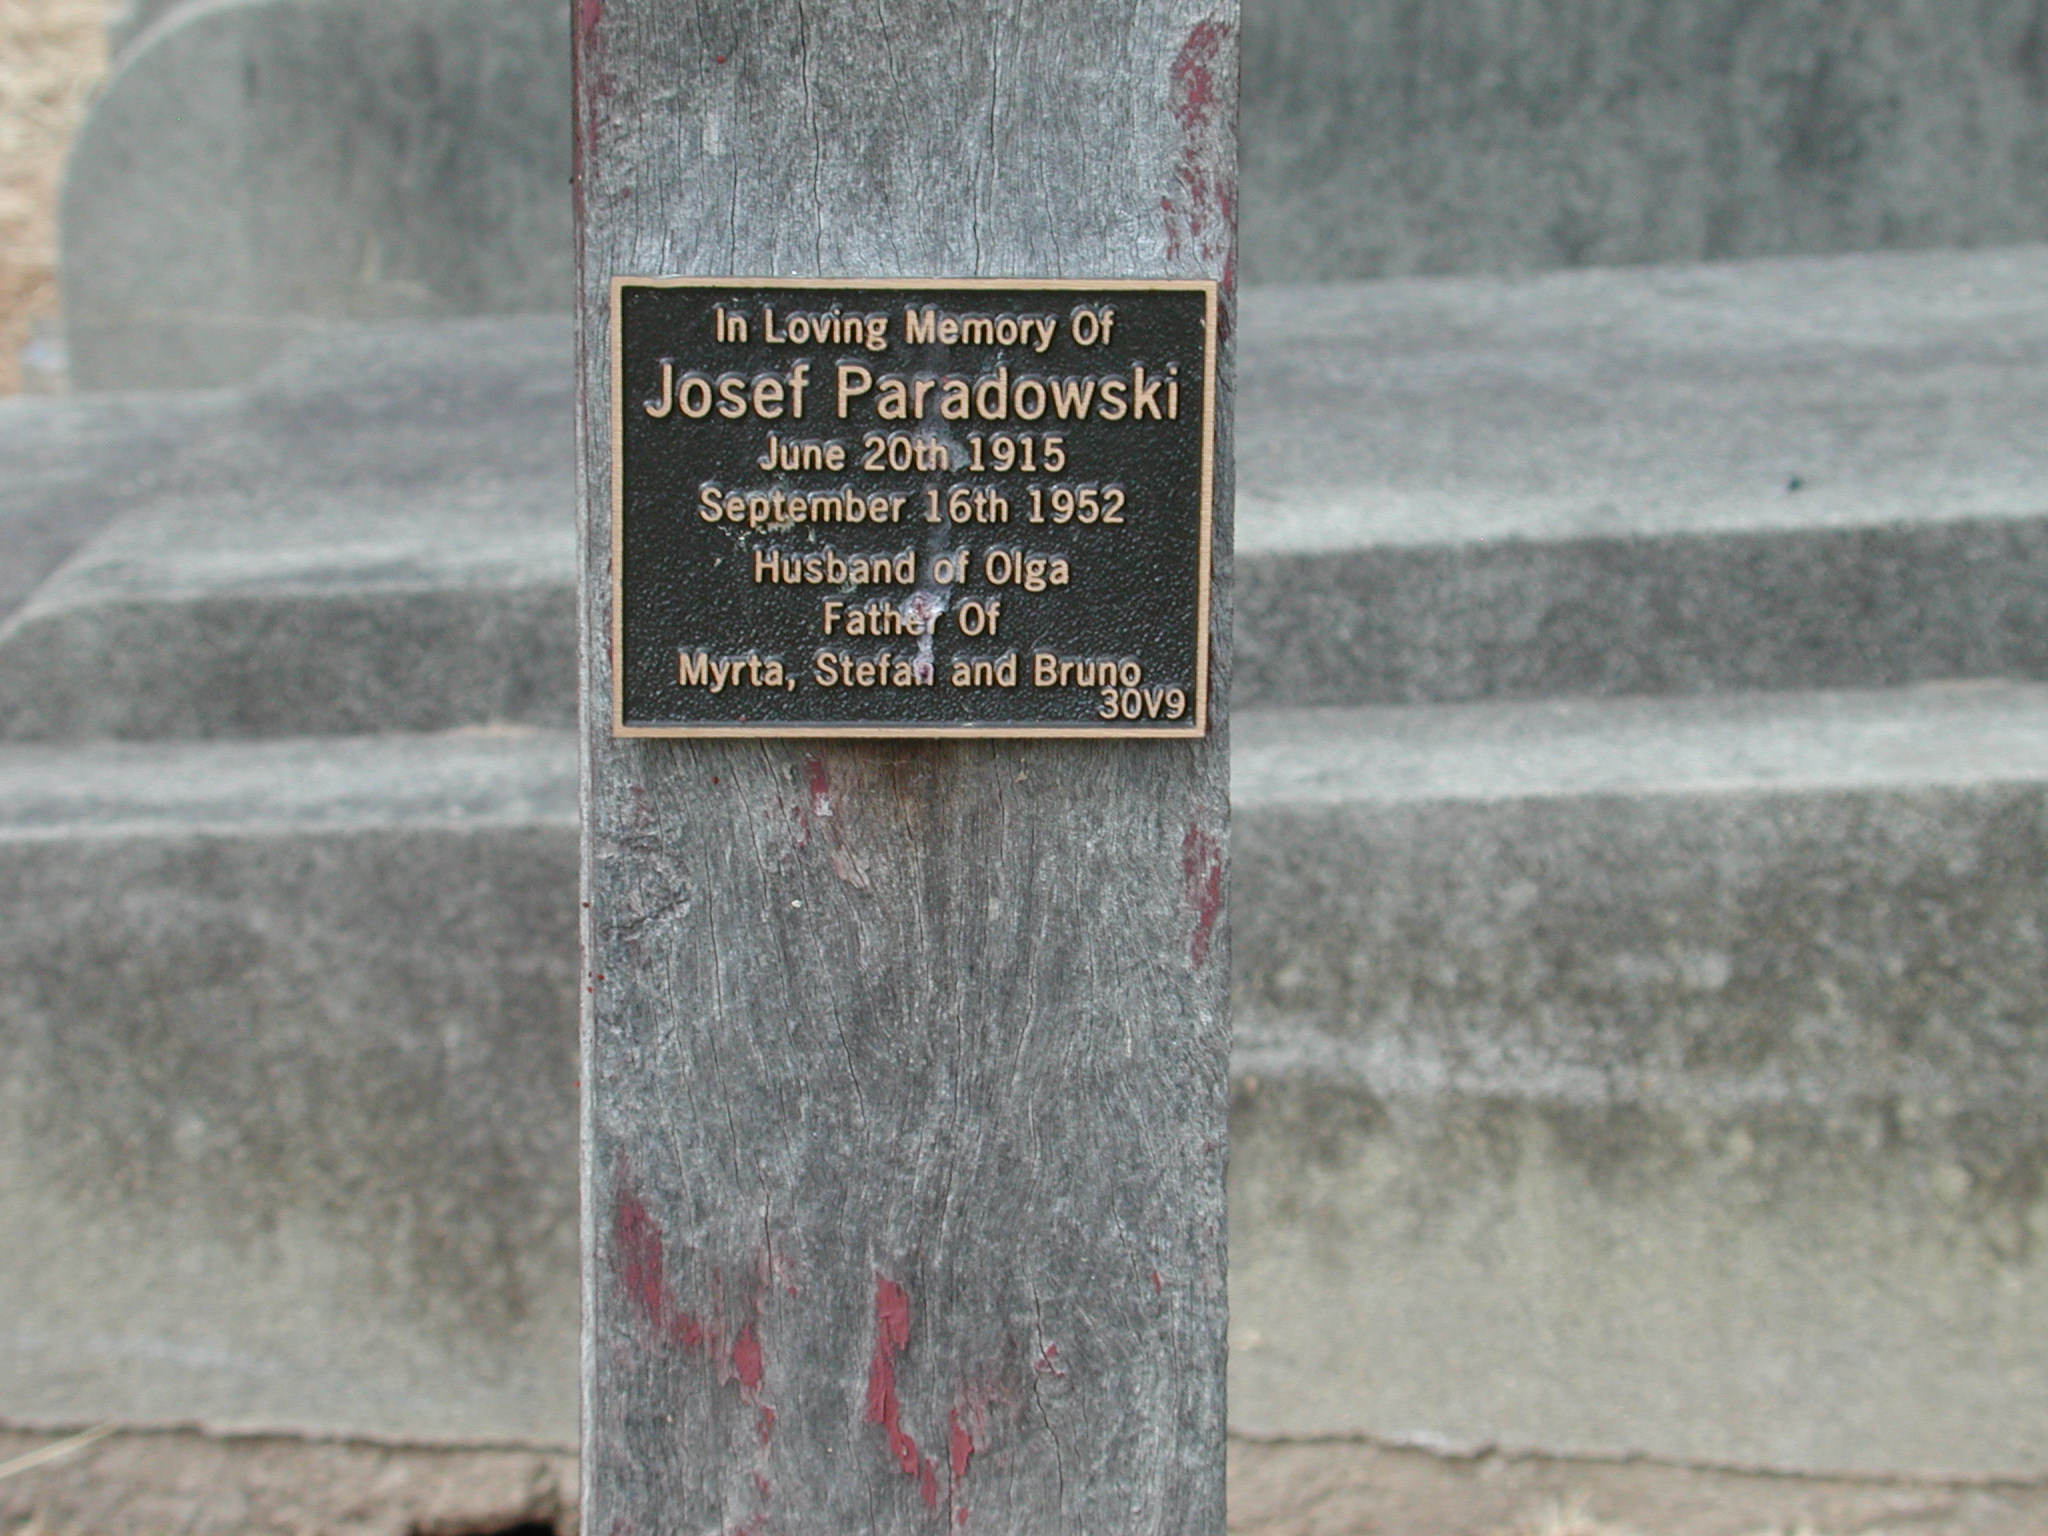 In Loving Memory Of
Josef Paradowski
June 20th 1915
September 16th 1952
Husband of Olga
Father Of
Myrta, Stefan and Bruno
30V9